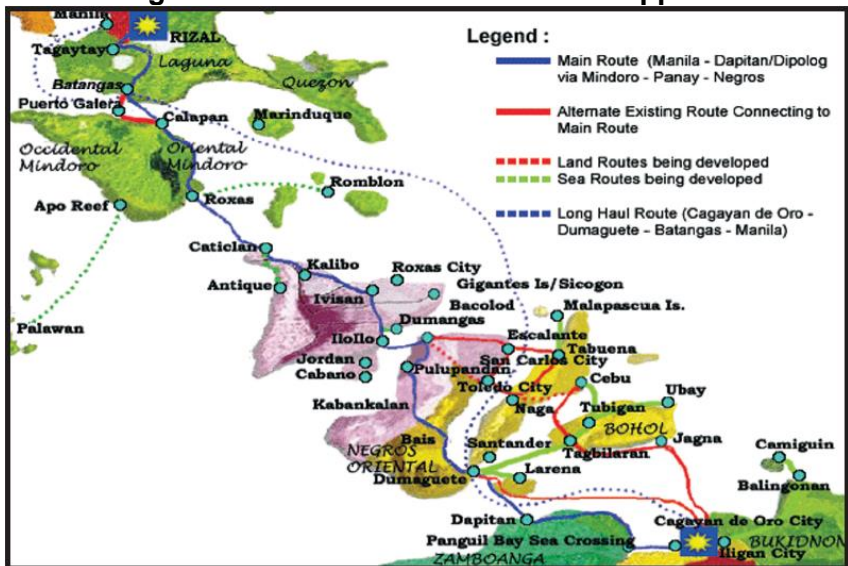 Manila
RIZAL
Tagaytay
Laguna
Quezon
Batangas
Puerto Galera
Calapan
Marinduque
Occidental
Mindoro
Oriental
Mindoro
Romblon
Apo Reef
Roxas
Caticlan
Kalibo
Roxas City
Antique
Ivisan
Gigantes Is/Sicogon
Bacolod
Malapascua Is.
Palawan
Dumangas
Escalante
Iloilo
San Carlos City
Tabuena
Jordan
Pulupandan
Cebu
Cabano
Toledo City
Ubay
Kabankalan
Naga
Tubigan
BOHOL
Bais
Santander
Jagna
NEGROS
ORIENTAL
Tagbilaran
Camiguin
Dumaguete
Larena
Balingonan
Dapitan
Cagayan de Oro City
Panguil Bay Sea Crossing
BUKIDNON
ZAMBOANGA
Iligan City
Legend :
Main Route (Manila - Dapitan/Dipolog
via Mindoro - Panay - Negros
Alternate Existing Route Connecting to
Main Route
Land Routes being developed
Sea Routes being developed
Long Haul Route (Cagayan de Oro -
Dumaguete - Batangas - Manila)